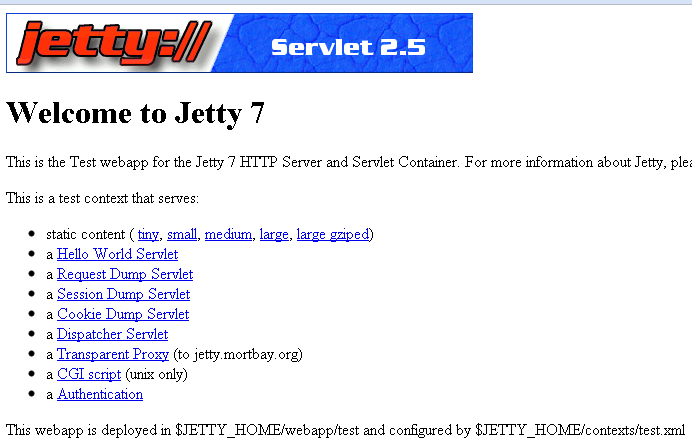 jetty:// Servlet 2.5
Welcome to Jetty 7
This is the Test webapp for the Jetty 7 HTTP Server and Servlet Container. For more information about Jetty,
This is a test context that serves:
static content ( tiny, small, medium, large, large gziped)
a Hello World Servlet
a Request Dump Servlet
a Session Dump Servlet
a Cookie Dump Servlet
a Dispatcher Servlet
a Transparent Proxy (to jetty.mortbay.org)
a CGI script (unix only)
a Authentication
This webapp is deployed in $JETTY_HOME/webapp/test and configured by $JETTY_HOME/contexts/test.xml